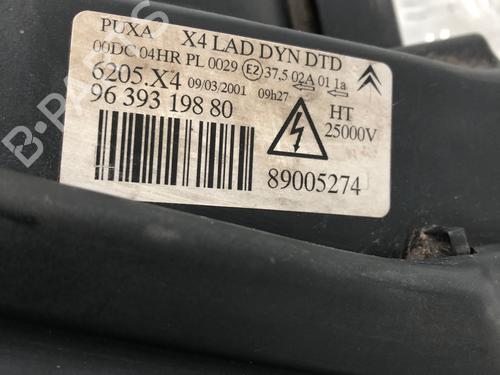 PUXA X4 LAD DYN DTD
00DC 04HR PL 0029 E2 37,5 02A 01 1a
6205.X4 09/03/2001 09h27
96 393 198 80
HT
25000V
89005274
B-PARTS